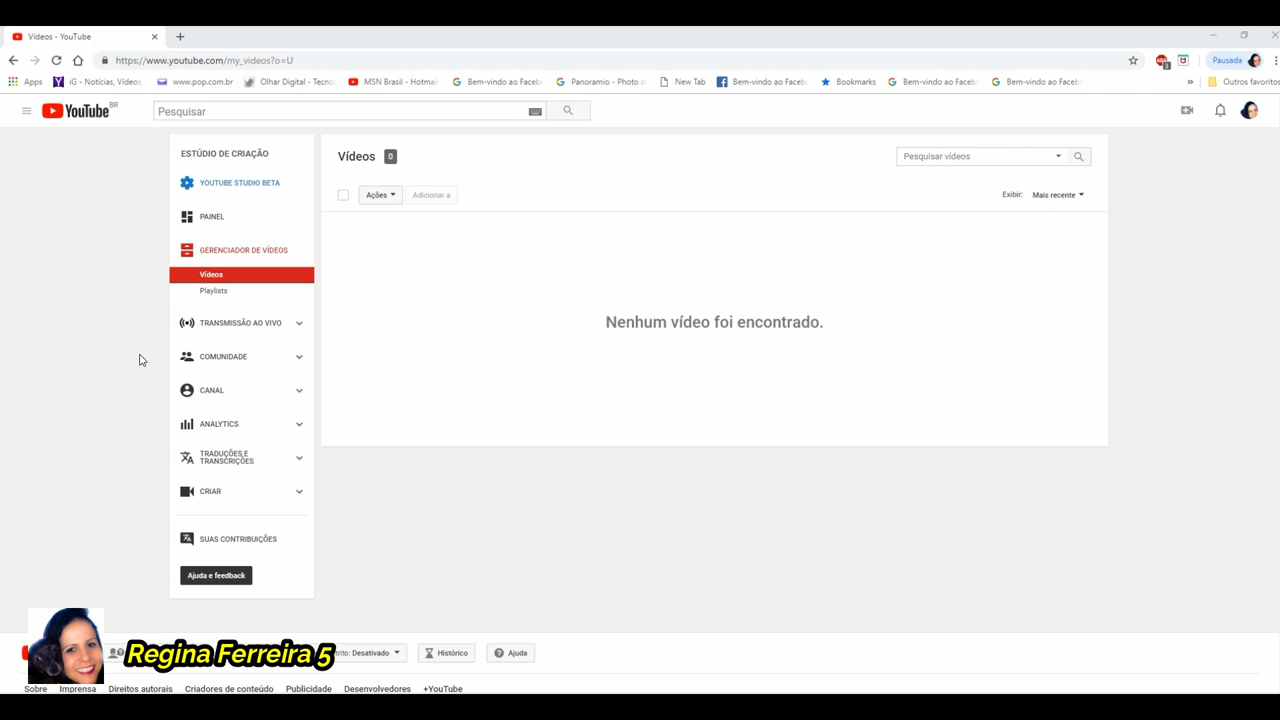 Vídeos - YouTube
https://www.youtube.com/my_videos?o=U
Pausada
Apps
iG - Notícias, Vídeos,
www.pop.com.br
Olhar Digital - Tecno
MSN Brasil - Hotmai
Bem-vindo ao Faceb
Panoramio - Photo o
New Tab
Bem-vindo ao Faceb
Bookmarks
Bem-vindo ao Faceb
Bem-vindo ao Faceb
»
Outros favoritos
YouTube BR
Pesquisar
ESTÚDIO DE CRIAÇÃO
YOUTUBE STUDIO BETA
PAINEL
GERENCIADOR DE VÍDEOS
Vídeos
Playlists
TRANSMISSÃO AO VIVO
COMUNIDADE
CANAL
ANALYTICS
TRADUÇÕES E
TRANSCRIÇÕES
CRIAR
SUAS CONTRIBUIÇÕES
Ajuda e feedback
Vídeos 0
Pesquisar vídeos
Ações
Adicionar a
Exibir: Mais recente
Nenhum vídeo foi encontrado.
Regina Ferreira 5
trito: Desativado
Histórico
Ajuda
Sobre Imprensa Direitos autorais Criadores de conteúdo Publicidade Desenvolvedores +YouTube